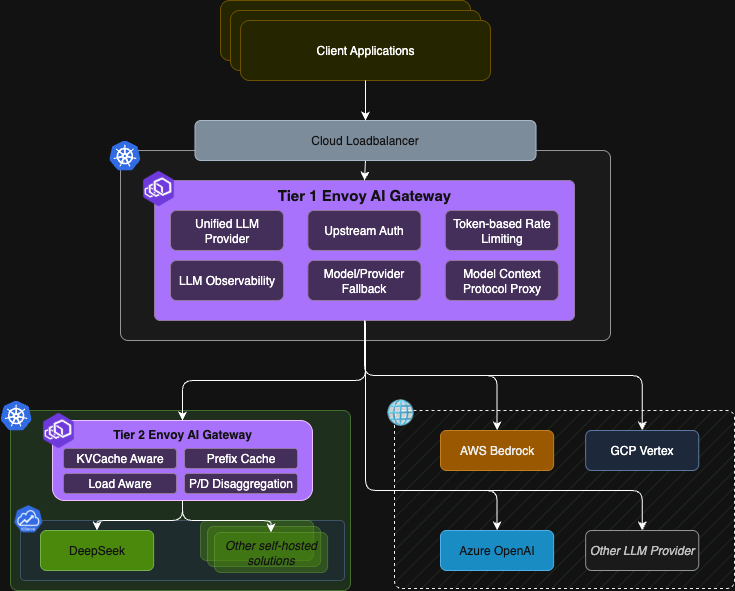 Client Applications
Cloud Loadbalancer
Tier 1 Envoy AI Gateway
Unified LLM
Provider
Upstream Auth
Token-based Rate
Limiting
LLM Observability
Model/Provider
Fallback
Model Context
Protocol Proxy
Tier 2 Envoy AI Gateway
KVCache Aware
Prefix Cache
Load Aware
P/D Disaggregation
DeepSeek
Other self-hosted
solutions
AWS Bedrock
GCP Vertex
Azure OpenAI
Other LLM Provider